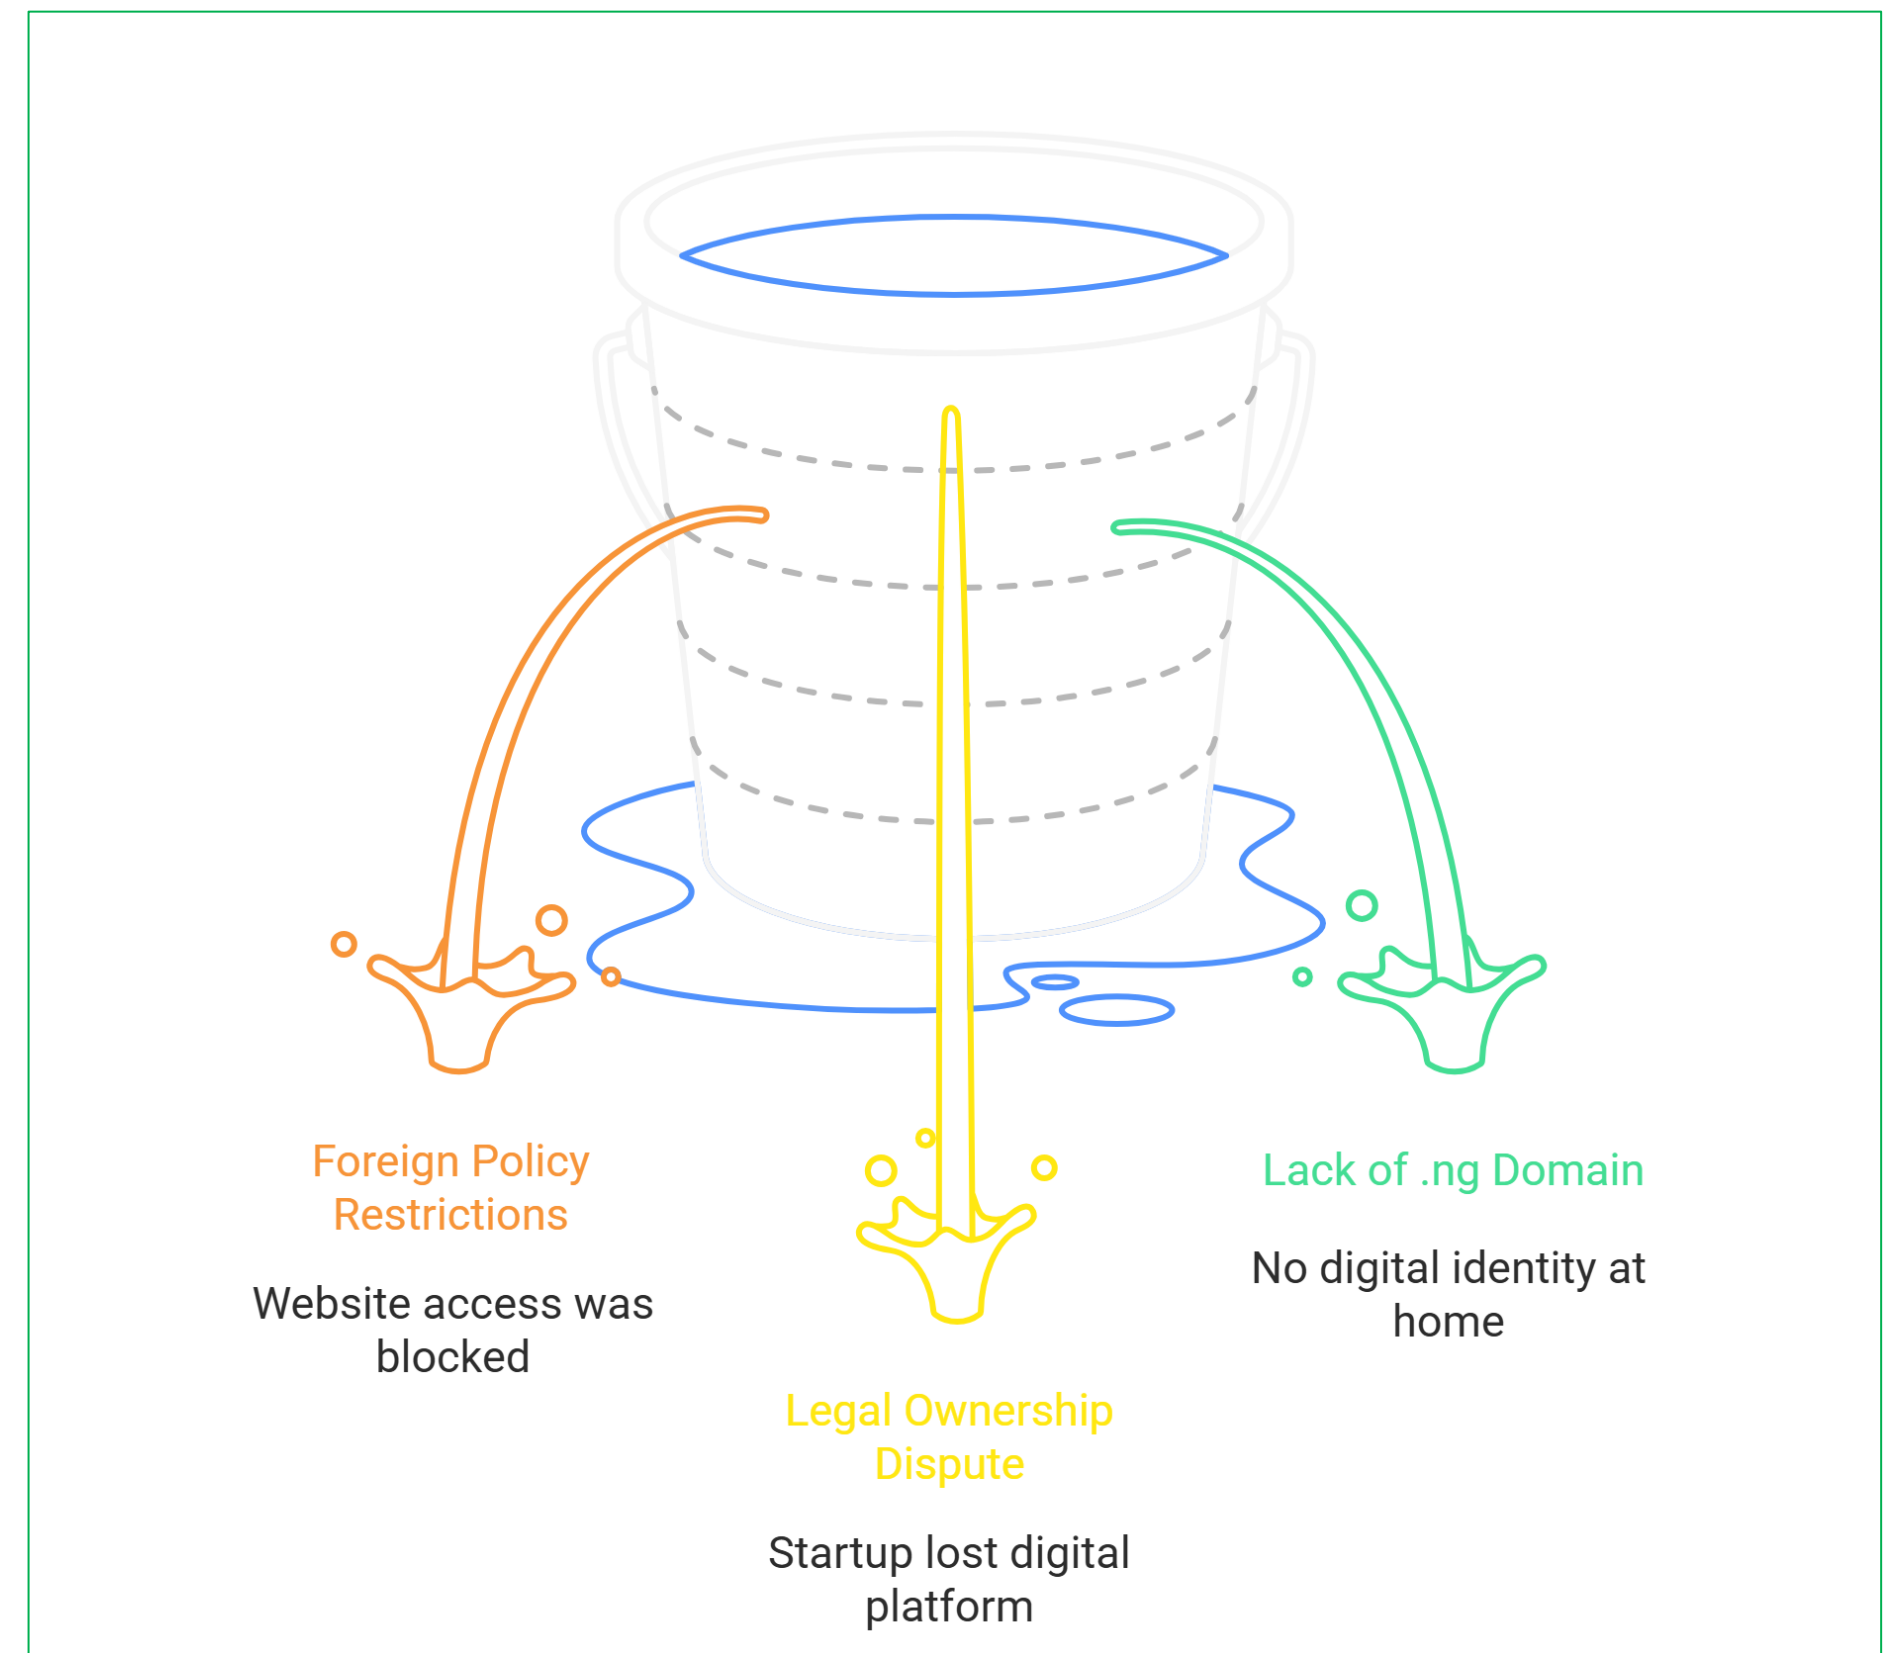 Foreign Policy
Restrictions
Website access was
blocked
Legal Ownership
Dispute
Startup lost digital
platform
Lack of .ng Domain
No digital identity at
home